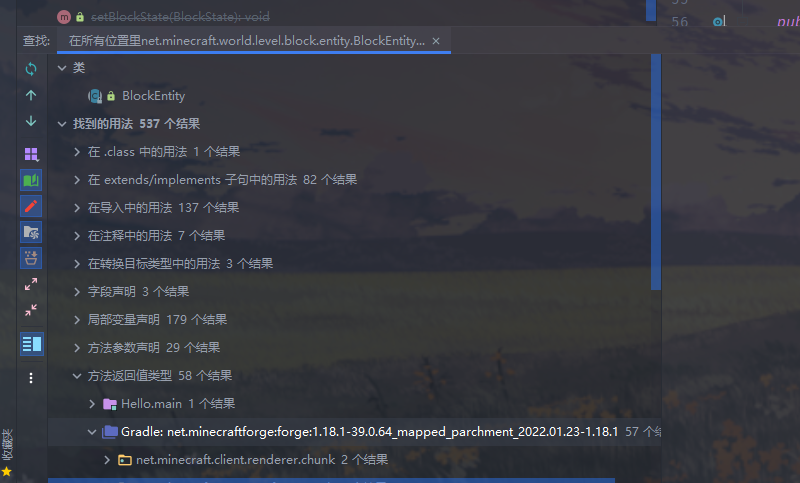 setBlockState(BlockState): void
56 pu
查找: 在所有位置里net.minecraft.world.level.block.entity.BlockEntity... ×
类
BlockEntity
找到的用法 537 个结果
在 .class 中的用法 1 个结果
在 extends/implements 子句中的用法 82 个结果
在导入中的用法 137 个结果
在注释中的用法 7 个结果
在转换目标类型中的用法 3 个结果
字段声明 3 个结果
局部变量声明 179 个结果
方法参数声明 29 个结果
方法返回值类型 58 个结果
Hello.main 1 个结果
Gradle: net.minecraftforge:forge:1.18.1-39.0.64_mapped_parchment_2022.01.23-1.18.1 57 个
net.minecraft.client.renderer.chunk 2 个结果
收藏夹